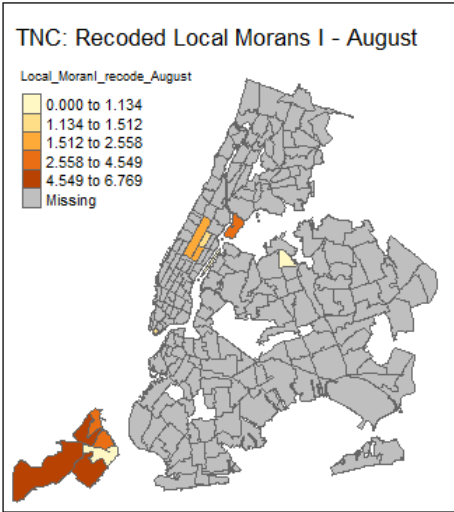 TNC: Recoded Local Morans I - August
Local_MoranI_recode_August
0.000 to 1.134
1.134 to 1.512
1.512 to 2.558
2.558 to 4.549
4.549 to 6.769
Missing